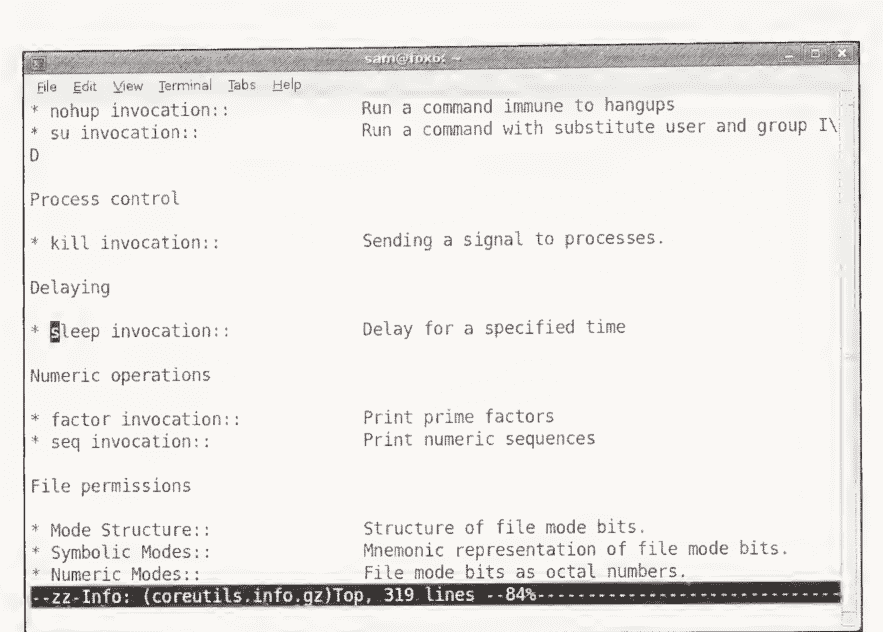 sam@foxo: ~
File Edit View Terminal Tabs Help
* nohup invocation:: Run a command immune to hangups
* su invocation:: Run a command with substitute user and group I\
D
Process control
* kill invocation:: Sending a signal to processes.
Delaying
* sleep invocation:: Delay for a specified time
Numeric operations
* factor invocation:: Print prime factors
* seq invocation:: Print numeric sequences
File permissions
* Mode Structure:: Structure of file mode bits.
* Symbolic Modes:: Mnemonic representation of file mode bits.
* Numeric Modes:: File mode bits as octal numbers.
--zz-Info: (coreutils.info.gz)Top, 319 lines --84%------------------------------